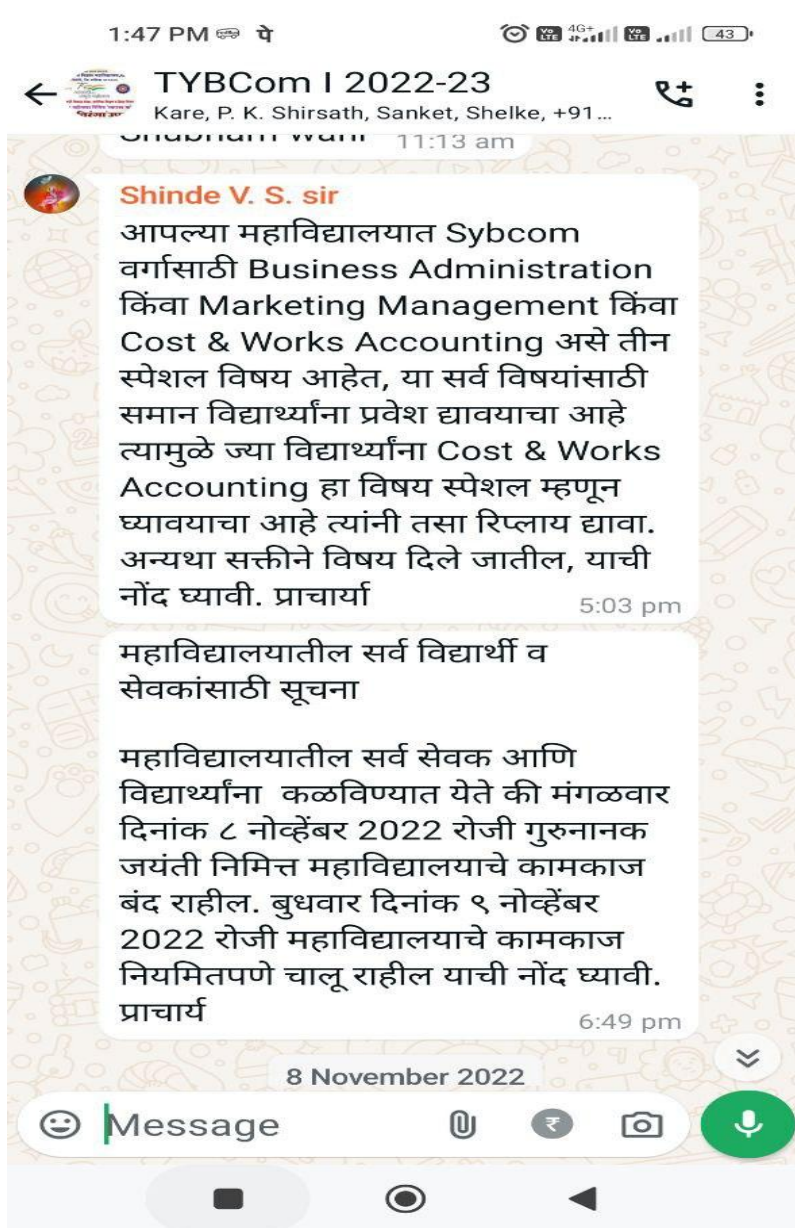 1:47 PM पे 4G+ 43
TYBCom I 2022-23
Kare, P. K. Shirsath, Sanket, Shelke, +91...
Shubham Wani 11:13 am
Shinde V. S. sir
आपल्या महाविद्यालयात Sybcom
वर्गासाठी Business Administration
किंवा Marketing Management किंवा
Cost & Works Accounting असे तीन
स्पेशल विषय आहेत, या सर्व विषयांसाठी
समान विद्यार्थ्यांना प्रवेश द्यावयाचा आहे
त्यामुळे ज्या विद्यार्थ्यांना Cost & Works
Accounting हा विषय स्पेशल म्हणून
घ्यावयाचा आहे त्यांनी तसा रिप्लाय द्यावा.
अन्यथा सक्तीने विषय दिले जातील, याची
नोंद घ्यावी. प्राचार्या
5:03 pm
महाविद्यालयातील सर्व विद्यार्थी व
सेवकांसाठी सूचना
महाविद्यालयातील सर्व सेवक आणि
विद्यार्थ्यांना कळविण्यात येते की मंगळवार
दिनांक ८ नोव्हेंबर 2022 रोजी गुरुनानक
जयंती निमित्त महाविद्यालयाचे कामकाज
बंद राहील. बुधवार दिनांक ९ नोव्हेंबर
2022 रोजी महाविद्यालयाचे कामकाज
नियमितपणे चालू राहील याची नोंद घ्यावी.
प्राचार्य
6:49 pm
8 November 2022
Message